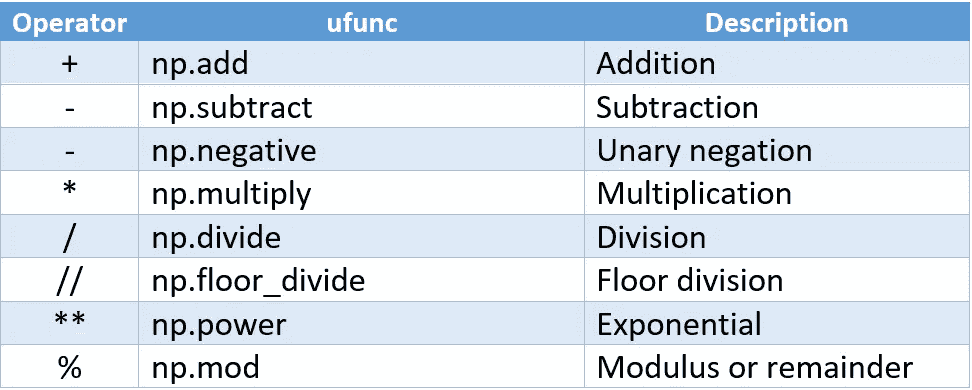 Operator ufunc Description
+ np.add Addition
- np.subtract Subtraction
- np.negative Unary negation
* np.multiply Multiplication
/ np.divide Division
// np.floor_divide Floor division
** np.power Exponential
% np.mod Modulus or remainder